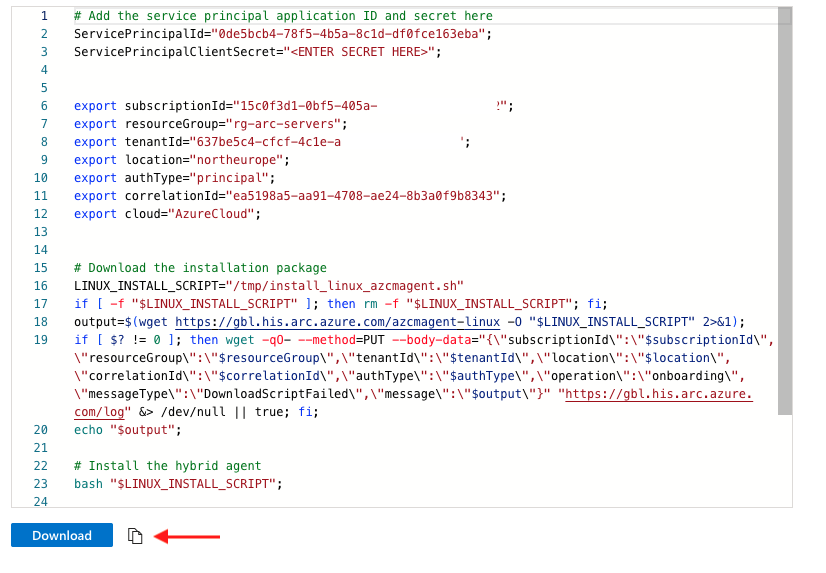 1 # Add the service principal application ID and secret here
2 ServicePrincipalId="0de5bcb4-78f5-4b5a-8c1d-df0fce163eba";
3 ServicePrincipalClientSecret="<ENTER SECRET HERE>";
4
5
6 export subscriptionId="15c0f3d1-0bf5-405a- 2";
7 export resourceGroup="rg-arc-servers";
8 export tenantId="637be5c4-cfcf-4c1e-a ";
9 export location="northeurope";
10 export authType="principal";
11 export correlationId="ea5198a5-aa91-4708-ae24-8b3a0f9b8343";
12 export cloud="AzureCloud";
13
14
15 # Download the installation package
16 LINUX_INSTALL_SCRIPT="/tmp/install_linux_azcmagent.sh"
17 if [ -f "$LINUX_INSTALL_SCRIPT" ]; then rm -f "$LINUX_INSTALL_SCRIPT"; fi;
18 output=$(wget https://gbl.his.arc.azure.com/azcmagent-linux -O "$LINUX_INSTALL_SCRIPT" 2>&1);
19 if [ $? != 0 ]; then wget -qO- --method=PUT --body-data="{\"subscriptionId\":\"$subscriptionId\",
\"resourceGroup\":\"$resourceGroup\",\"tenantId\":\"$tenantId\",\"location\":\"$location\",
\"correlationId\":\"$correlationId\",\"authType\":\"$authType\",\"operation\":\"onboarding\",
\"messageType\":\"DownloadScriptFailed\",\"message\":\"$output\"}" "https://gbl.his.arc.azure.
com/log" &> /dev/null || true; fi;
20 echo "$output";
21
22 # Install the hybrid agent
23 bash "$LINUX_INSTALL_SCRIPT";
24
Download